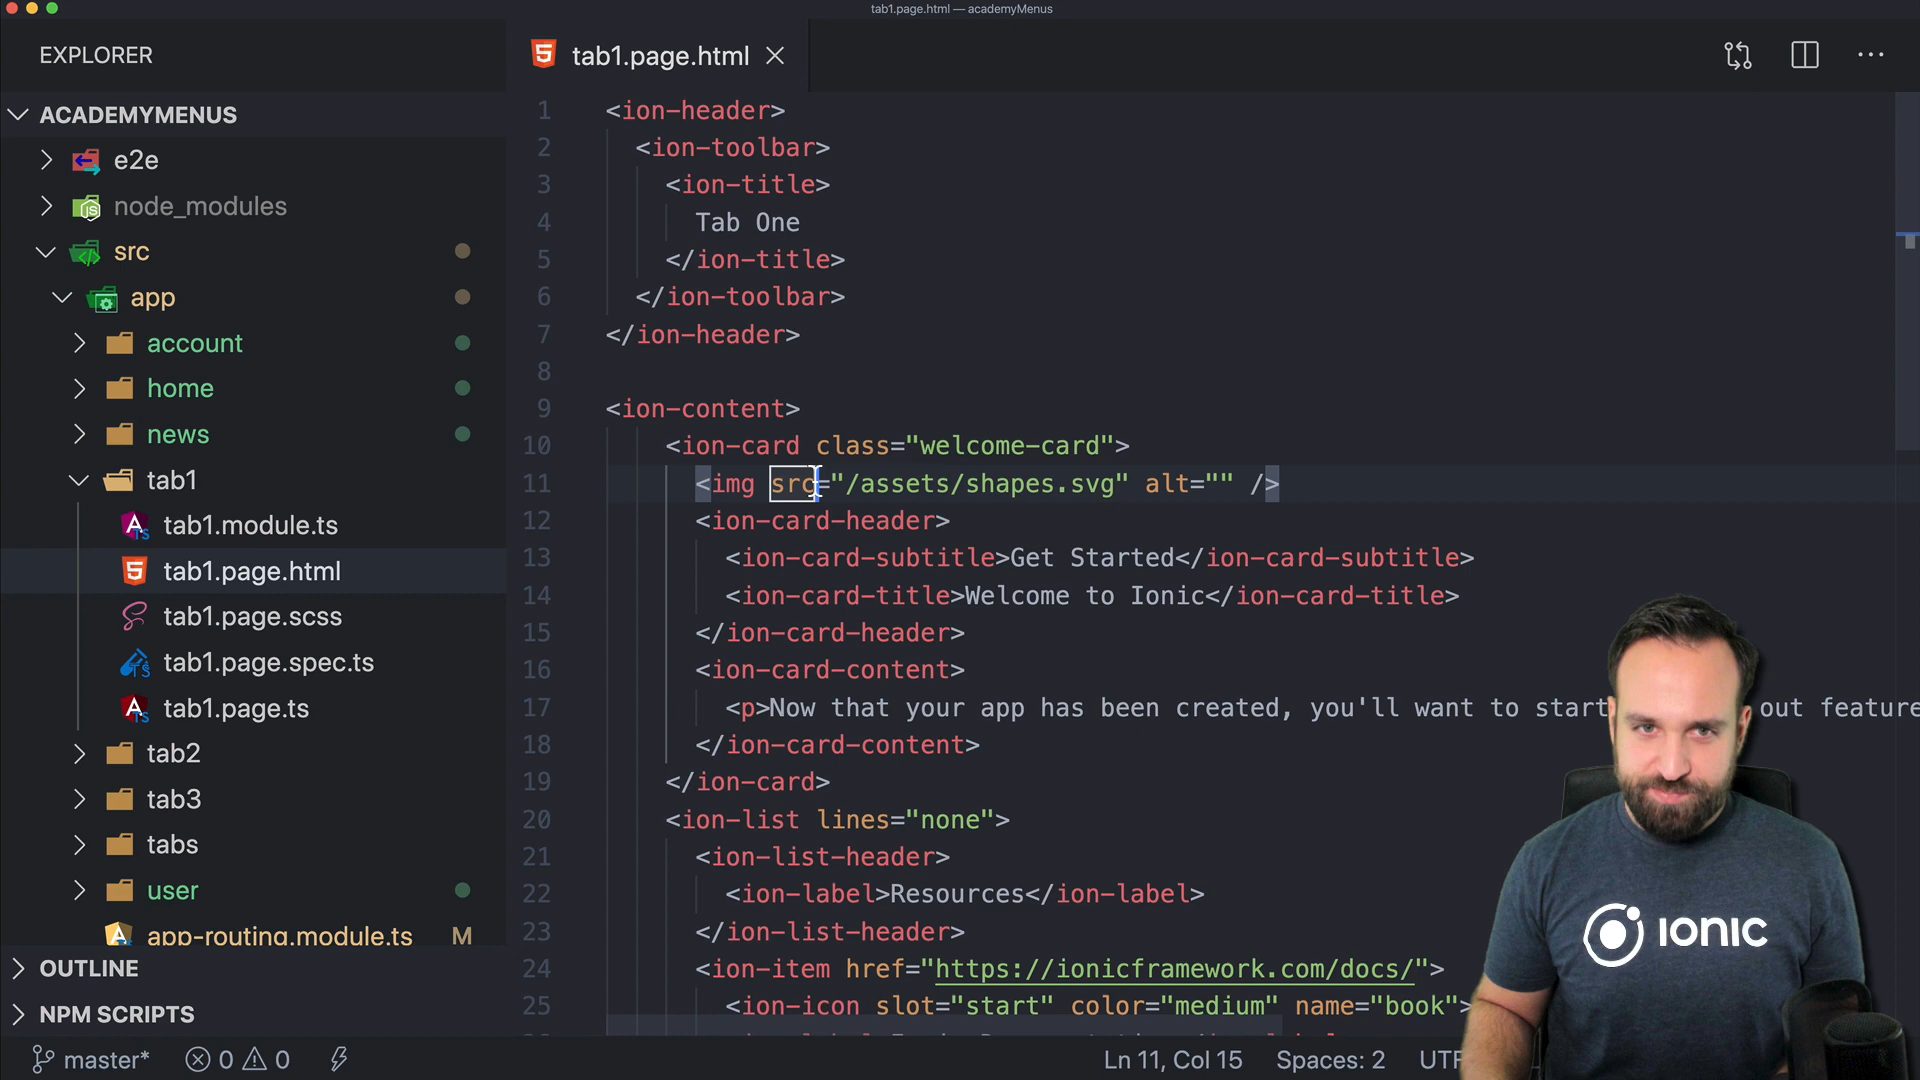 tab1.page.html — academyMenus
EXPLORER
tab1.page.html
ACADEMYMENUS
e2e
node_modules
src
app
account
home
news
tab1
tab1.module.ts
tab1.page.html
tab1.page.scss
tab1.page.spec.ts
tab1.page.ts
tab2
tab3
tabs
user
app-routing.module.ts M
OUTLINE
NPM SCRIPTS
1 <ion-header>
2 <ion-toolbar>
3 <ion-title>
4 Tab One
5 </ion-title>
6 </ion-toolbar>
7 </ion-header>
8
9 <ion-content>
10 <ion-card class="welcome-card">
11 <img src="/assets/shapes.svg" alt="" />
12 <ion-card-header>
13 <ion-card-subtitle>Get Started</ion-card-subtitle>
14 <ion-card-title>Welcome to Ionic</ion-card-title>
15 </ion-card-header>
16 <ion-card-content>
17 <p>Now that your app has been created, you'll want to start out feature
18 </ion-card-content>
19 </ion-card>
20 <ion-list lines="none">
21 <ion-list-header>
22 <ion-label>Resources</ion-label>
23 </ion-list-header>
24 <ion-item href="https://ionicframework.com/docs/">
25 <ion-icon slot="start" color="medium" name="book">
IONIC
master* 0 0
Ln 11, Col 15 Spaces: 2 UTF